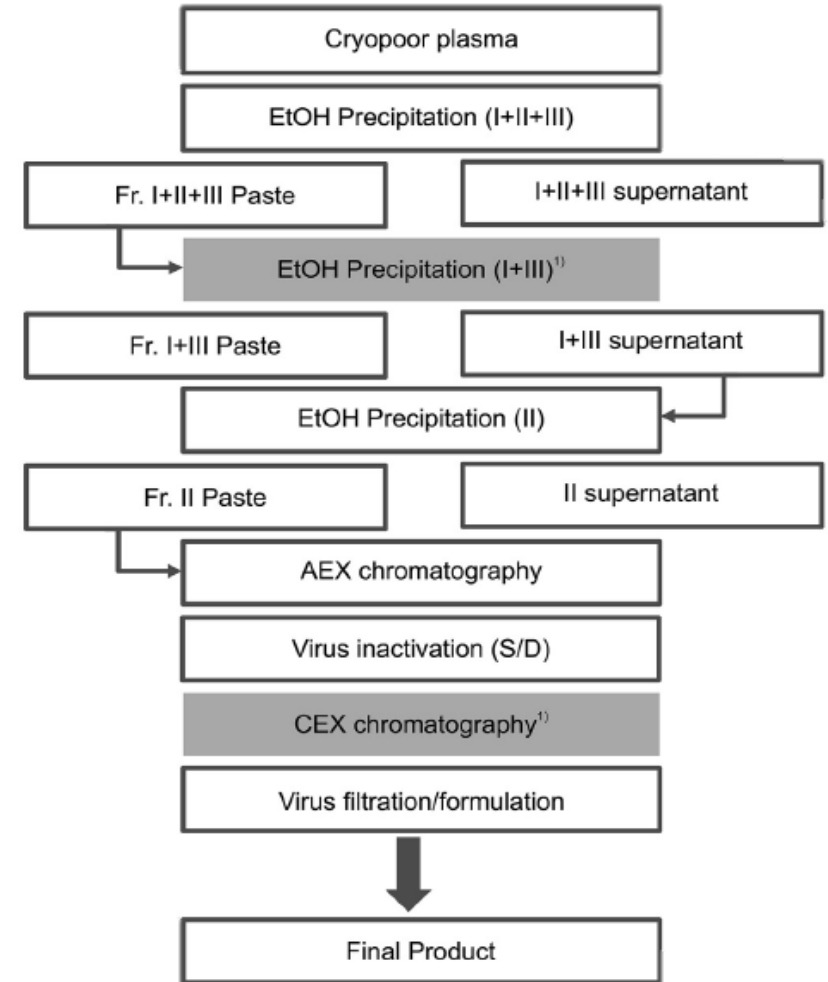 Cryopoor plasma
EtOH Precipitation (I+II+III)
Fr. I+II+III Paste
I+II+III supernatant
EtOH Precipitation (I+III)¹⁾
Fr. I+III Paste
I+III supernatant
EtOH Precipitation (II)
Fr. II Paste
II supernatant
AEX chromatography
Virus inactivation (S/D)
CEX chromatography¹⁾
Virus filtration/formulation
Final Product